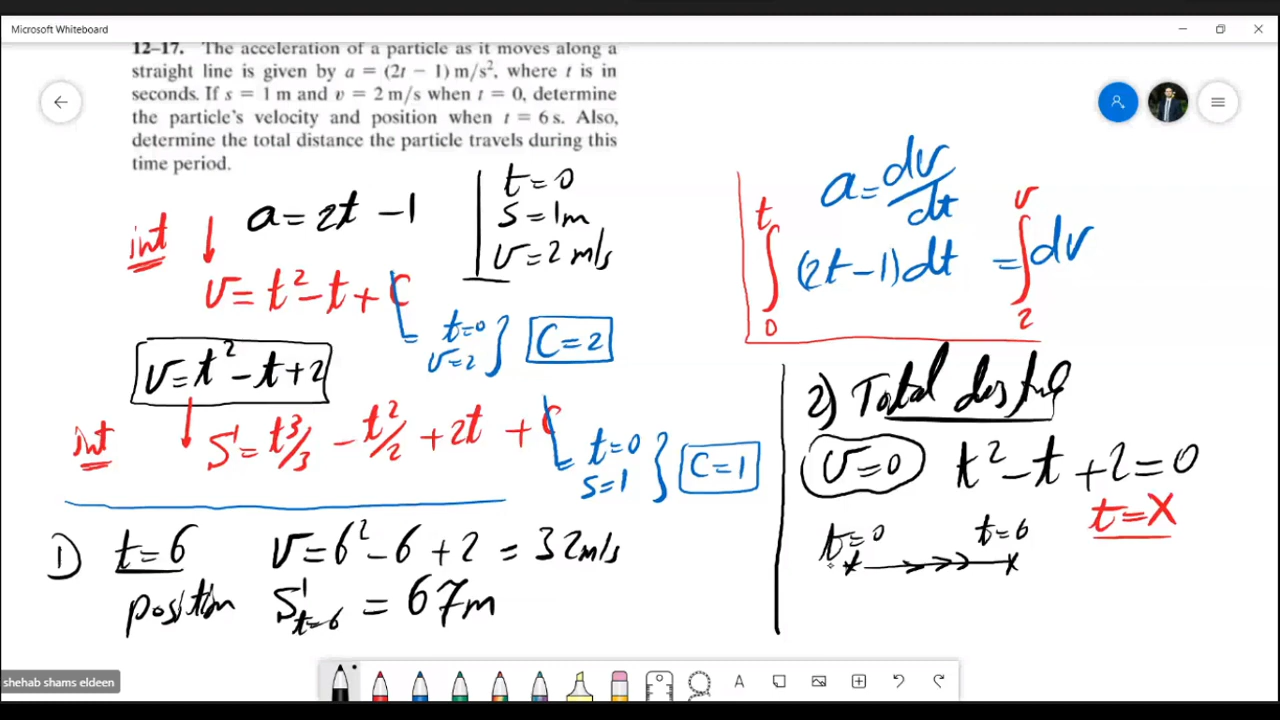 Microsoft Whiteboard
12–17. The acceleration of a particle as it moves along a
straight line is given by a = (2t − 1) m/s², where t is in
seconds. If s = 1 m and v = 2 m/s when t = 0, determine
the particle's velocity and position when t = 6 s. Also,
determine the total distance the particle travels during this
time period.
a = 2t - 1
t = 0
S = 1m
v = 2 m/s
int
v = t² - t + C
t=0
v=2
C = 2
v = t² - t + 2
int
S = t³/3 - t²/2 + 2t + C
t=0
s=1
C = 1
1) t = 6 v = 6² - 6 + 2 = 32 m/s
position S t=6 = 67m
a = dv/dt
∫ t 0 (2t-1)dt = ∫ v 2 dv
2) Total
v = 0 t² - t + 2 = 0
t = X
t=0 t=6
shehab shams eldeen